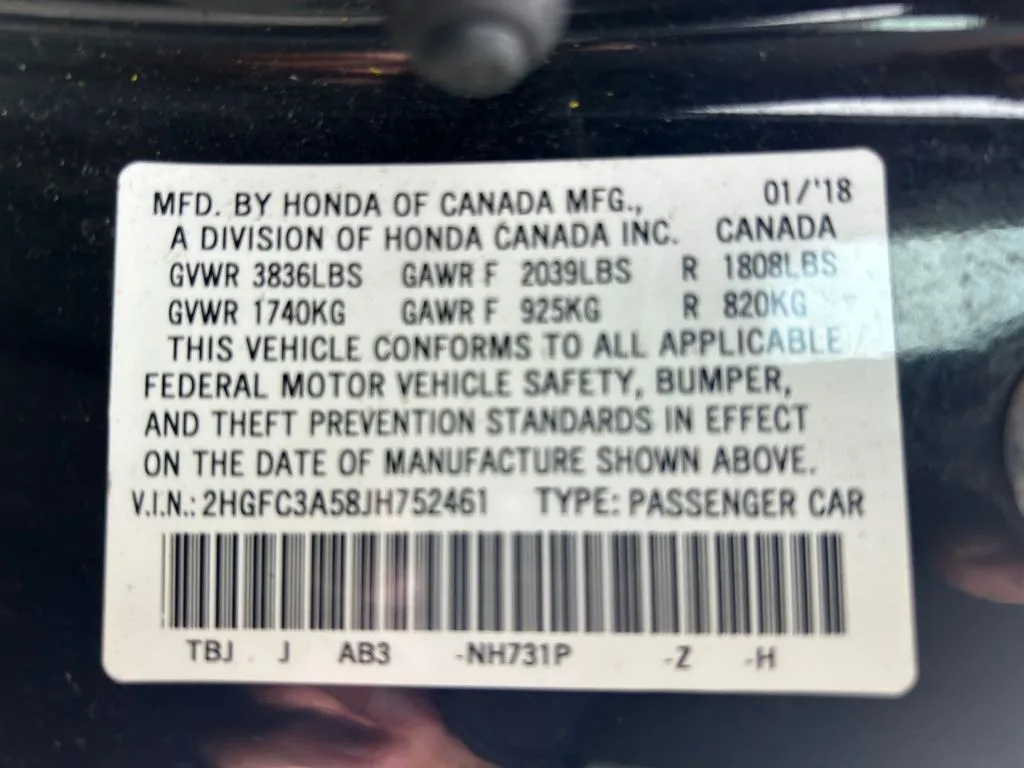 MFD. BY HONDA OF CANADA MFG., 01/'18
A DIVISION OF HONDA CANADA INC. CANADA
GVWR 3836LBS GAWR F 2039LBS R 1808LBS
GVWR 1740KG GAWR F 925KG R 820KG
THIS VEHICLE CONFORMS TO ALL APPLICABLE
FEDERAL MOTOR VEHICLE SAFETY, BUMPER,
AND THEFT PREVENTION STANDARDS IN EFFECT
ON THE DATE OF MANUFACTURE SHOWN ABOVE.
V.I.N.: 2HGFC3A58JH752461 TYPE: PASSENGER CAR
TBJ J AB3 -NH731P -Z -H